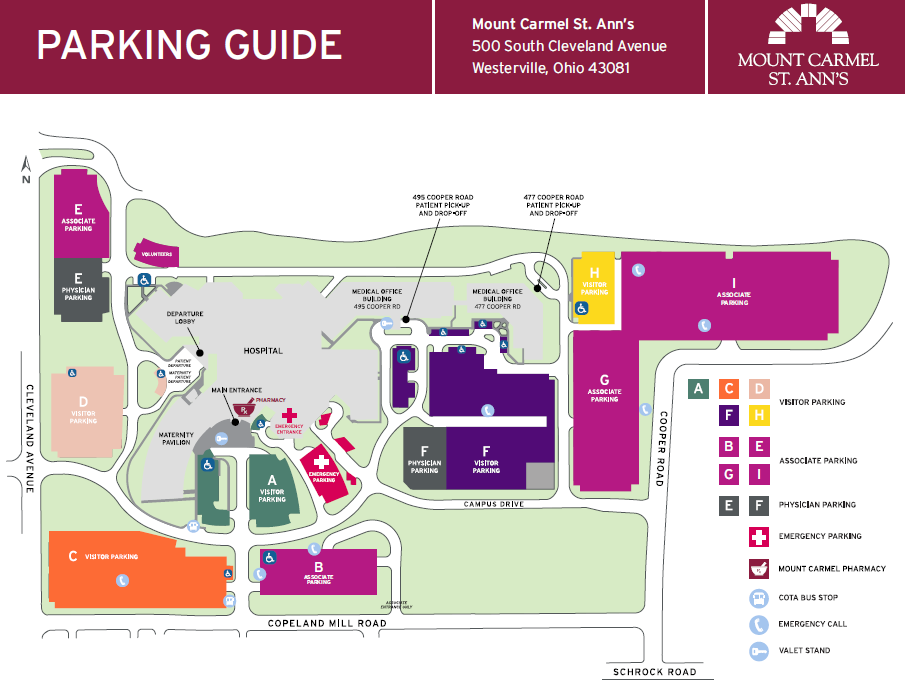 PARKING GUIDE
Mount Carmel St. Ann's
500 South Cleveland Avenue
Westerville, Ohio 43081
MOUNT CARMEL
ST. ANN'S
N
E
ASSOCIATE
PARKING
E
PHYSICIAN
PARKING
VOLUNTEERS
495 COOPER ROAD
PATIENT PICK-UP
AND DROP-OFF
477 COOPER ROAD
PATIENT PICK-UP
AND DROP-OFF
MEDICAL OFFICE
BUILDING
495 COOPER RD
MEDICAL OFFICE
BUILDING
477 COOPER RD
H
VISITOR
PARKING
I
ASSOCIATE
PARKING
DEPARTURE
LOBBY
HOSPITAL
PATIENT
DEPARTURE
MATERNITY
PATIENT
DEPARTURE
MAIN ENTRANCE
PHARMACY
EMERGENCY
ENTRANCE
MATERNITY
PAVILION
D
VISITOR
PARKING
G
ASSOCIATE
PARKING
CLEVELAND AVENUE
COOPER ROAD
A
VISITOR
PARKING
EMERGENCY
PARKING
F
PHYSICIAN
PARKING
F
VISITOR
PARKING
CAMPUS DRIVE
C VISITOR PARKING
B
ASSOCIATE
PARKING
ASSOCIATE
ENTRANCE ONLY
COPELAND MILL ROAD
SCHROCK ROAD
A C D
F H
VISITOR PARKING
B E
G I
ASSOCIATE PARKING
E F PHYSICIAN PARKING
EMERGENCY PARKING
MOUNT CARMEL PHARMACY
COTA BUS STOP
EMERGENCY CALL
VALET STAND